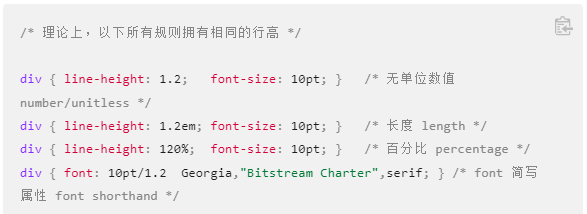 /* 理论上，以下所有规则拥有相同的行高 */
div { line-height: 1.2;   font-size: 10pt; }   /* 无单位数值
number/unitless */
div { line-height: 1.2em; font-size: 10pt; }   /* 长度 length */
div { line-height: 120%;  font-size: 10pt; }   /* 百分比 percentage */
div { font: 10pt/1.2  Georgia,"Bitstream Charter",serif; } /* font 简写
属性 font shorthand */